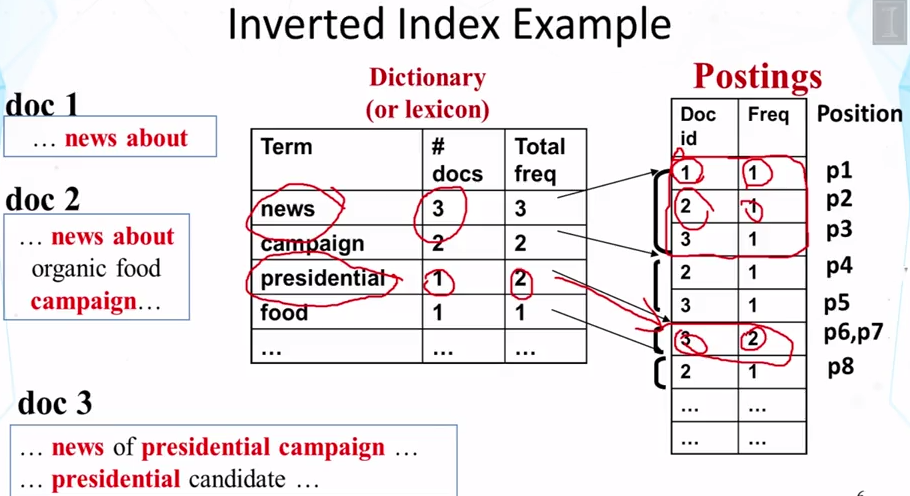 Inverted Index Example
doc 1
… news about
doc 2
… news about
organic food
campaign…
doc 3
… news of presidential campaign …
… presidential candidate …
Dictionary
(or lexicon)
Term # docs Total freq
news 3 3
campaign 2 2
presidential 1 2
food 1 1
… … …
Postings
Doc id Freq Position
1 1 p1
2 1 p2
3 1 p3
2 1 p4
3 1 p5
3 2 p6,p7
2 1 p8
… …
… …